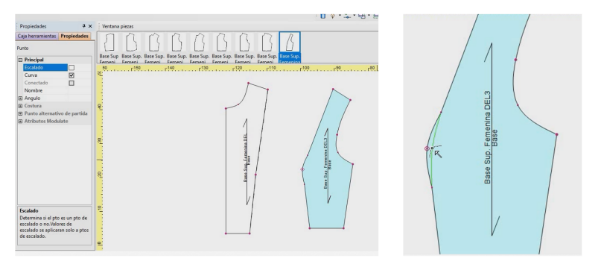 Propiedades
Ventana piezas
Caja herramientas Propiedades
Punto
Principal
Escalado
Curva
Conectado
Nombre
Angulo
Costura
Punto alternativo de partida
Atributos Modulote
Escalado
Determina si el pto es un pto de
escalado o no.Valores de
escalado se aplicaran solo a ptos
de escalado.
Base Sup. Base Sup. Base Sup. Base Sup. Base Sup. Base Sup. Base Sup. Base Sup.
Femeni Femeni Femeni Femeni Femeni Femeni Femeni
Base Sup. Femenina DEL
Base
Base Sup. Femenina DEL3
Base
Base Sup. Femenina DEL3
Base